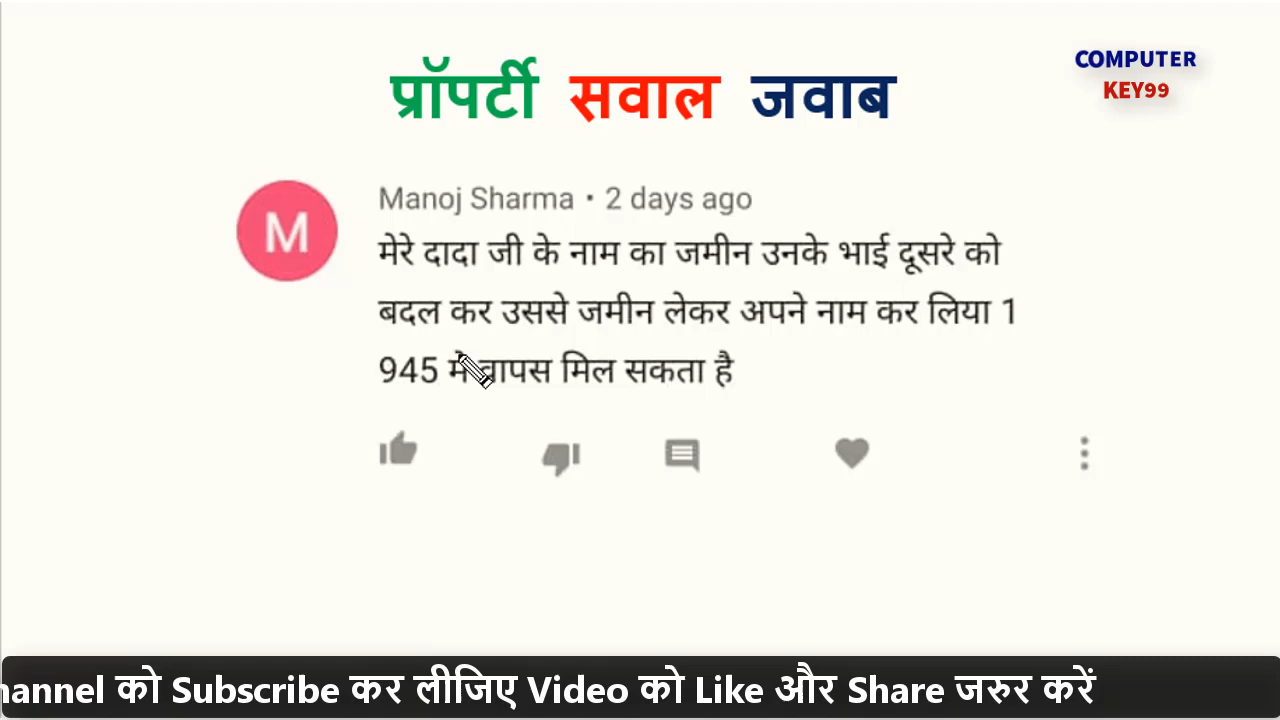 प्रॉपर्टी सवाल जवाब
COMPUTER
KEY99
Manoj Sharma • 2 days ago
M
मेरे दादा जी के नाम का जमीन उनके भाई दूसरे को
बदल कर उससे जमीन लेकर अपने नाम कर लिया 1
945 मे वापस मिल सकता है
hannel को Subscribe कर लीजिए Video को Like और Share जरुर करें